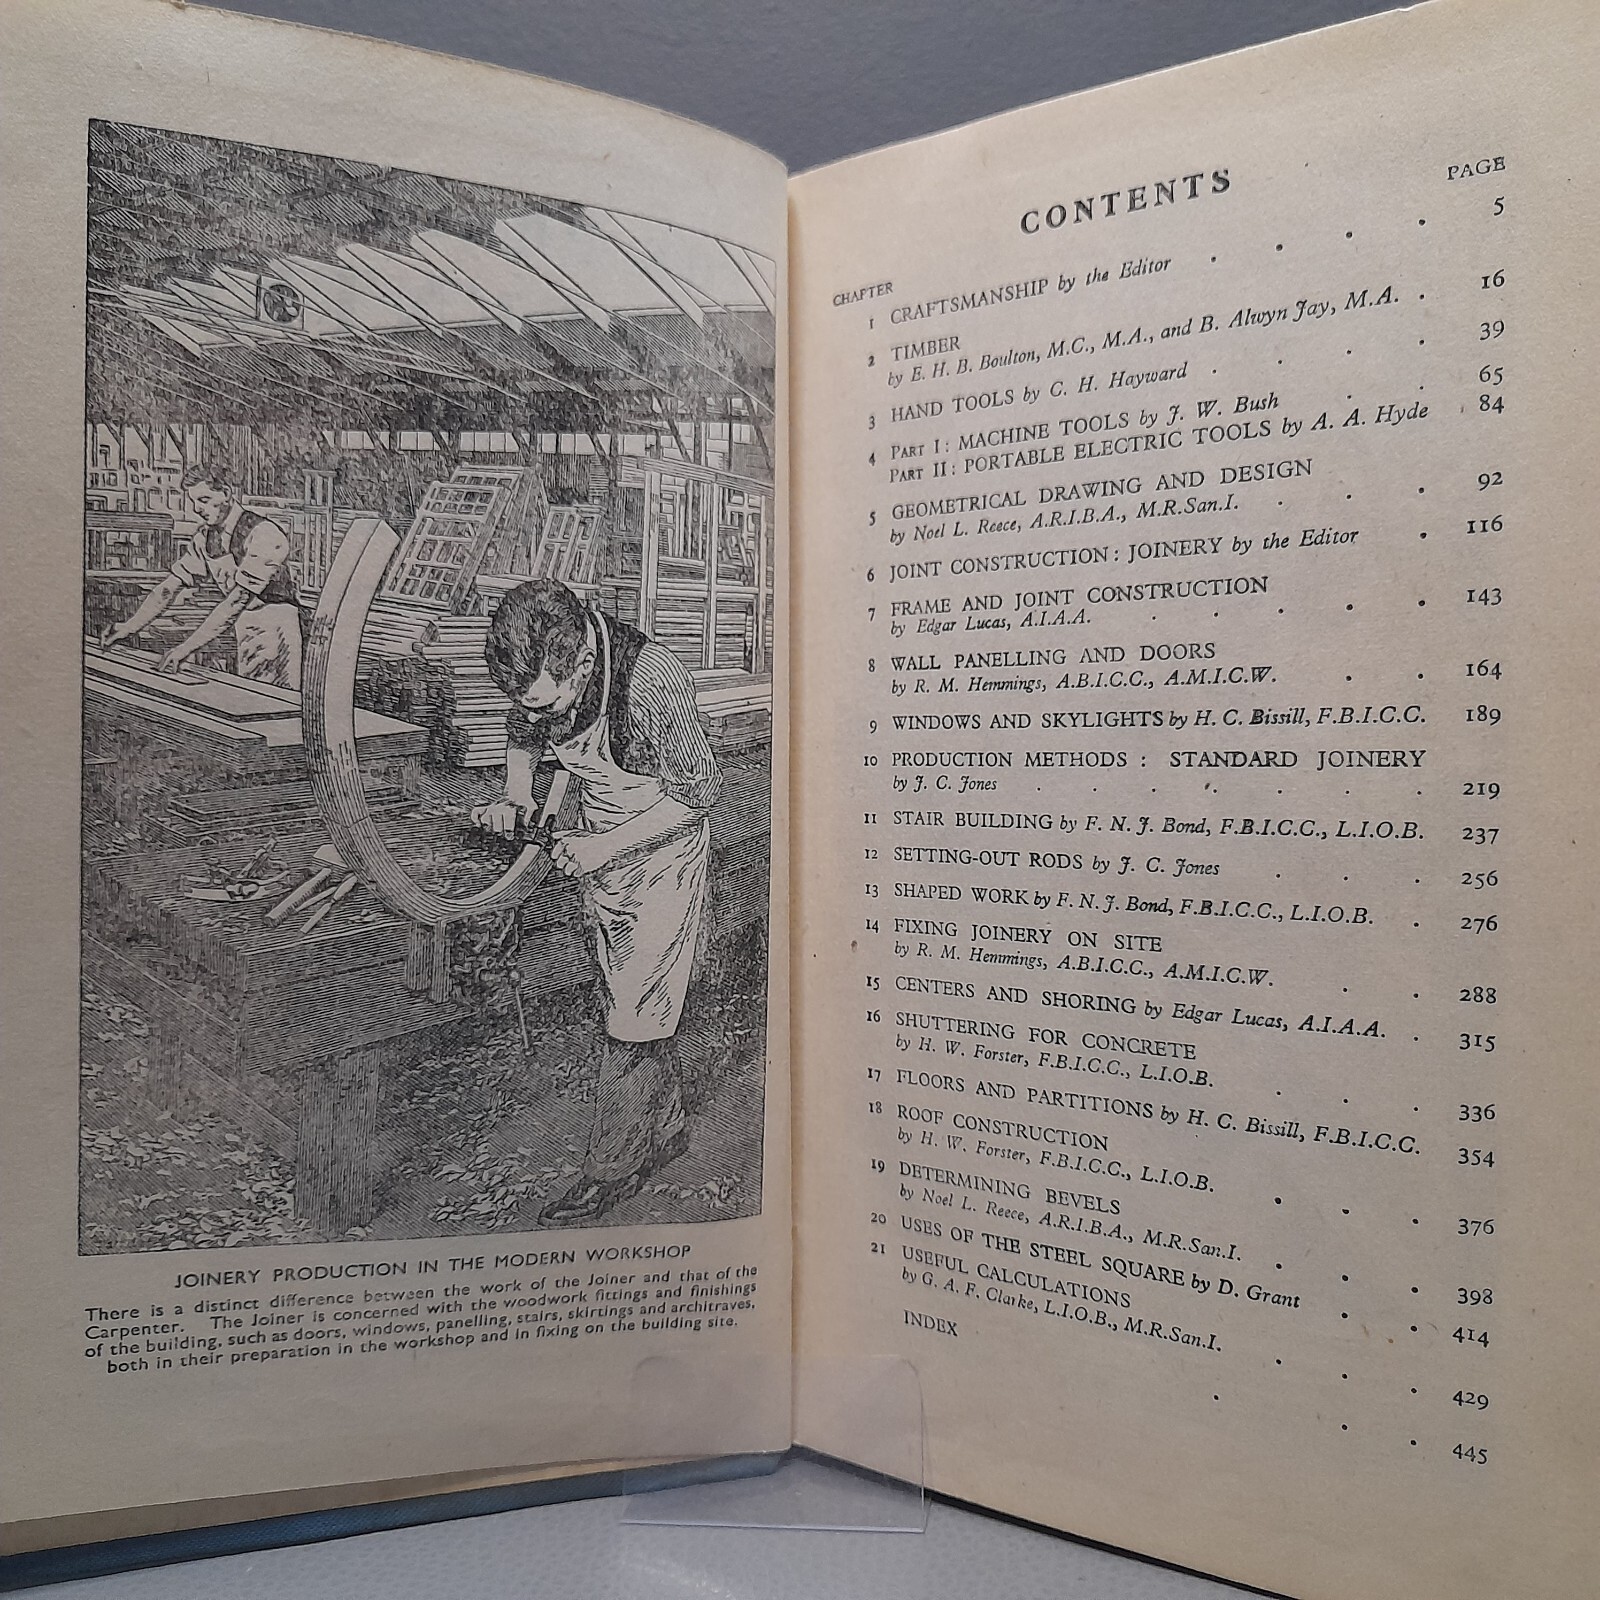 JOINERY PRODUCTION IN THE MODERN WORKSHOP
There is a distinct difference between the work of the Joiner and that of the
Carpenter. The Joiner is concerned with the woodwork fittings and finishings
of the building, such as doors, windows, panelling, stairs, skirtings and architraves,
both in their preparation in the workshop and in fixing on the building site.
CONTENTS
CHAPTER PAGE
1 CRAFTSMANSHIP by the Editor . . . . 5
2 TIMBER
by E. H. B. Boulton, M.C., M.A., and B. Alwyn Jay, M.A. . 16
3 HAND TOOLS by C. H. Hayward . . . . 39
4 PART I: MACHINE TOOLS by J. W. Bush . . 65
PART II: PORTABLE ELECTRIC TOOLS by A. A. Hyde 84
5 GEOMETRICAL DRAWING AND DESIGN
by Noel L. Reece, A.R.I.B.A., M.R.San.I. . . . 92
6 JOINT CONSTRUCTION: JOINERY by the Editor . 116
7 FRAME AND JOINT CONSTRUCTION
by Edgar Lucas, A.I.A.A. . . . . . 143
8 WALL PANELLING AND DOORS
by R. M. Hemmings, A.B.I.C.C., A.M.I.C.W. . . 164
9 WINDOWS AND SKYLIGHTS by H. C. Bissill, F.B.I.C.C. 189
10 PRODUCTION METHODS : STANDARD JOINERY
by J. C. Jones . . . . . . . 219
11 STAIR BUILDING by F. N. J. Bond, F.B.I.C.C., L.I.O.B. 237
12 SETTING-OUT RODS by J. C. Jones . . . 256
13 SHAPED WORK by F. N. J. Bond, F.B.I.C.C., L.I.O.B. . 276
14 FIXING JOINERY ON SITE
by R. M. Hemmings, A.B.I.C.C., A.M.I.C.W. . . 288
15 CENTERS AND SHORING by Edgar Lucas, A.I.A.A. . 315
16 SHUTTERING FOR CONCRETE
by H. W. Forster, F.B.I.C.C., L.I.O.B. . . . 336
17 FLOORS AND PARTITIONS by H. C. Bissill, F.B.I.C.C. 354
18 ROOF CONSTRUCTION
by H. W. Forster, F.B.I.C.C., L.I.O.B. . . . 376
19 DETERMINING BEVELS
by Noel L. Reece, A.R.I.B.A., M.R.San.I. . . . 398
20 USES OF THE STEEL SQUARE by D. Grant . . 414
21 USEFUL CALCULATIONS
by G. A. F. Clarke, L.I.O.B., M.R.San.I. . . . 429
INDEX . . . 445